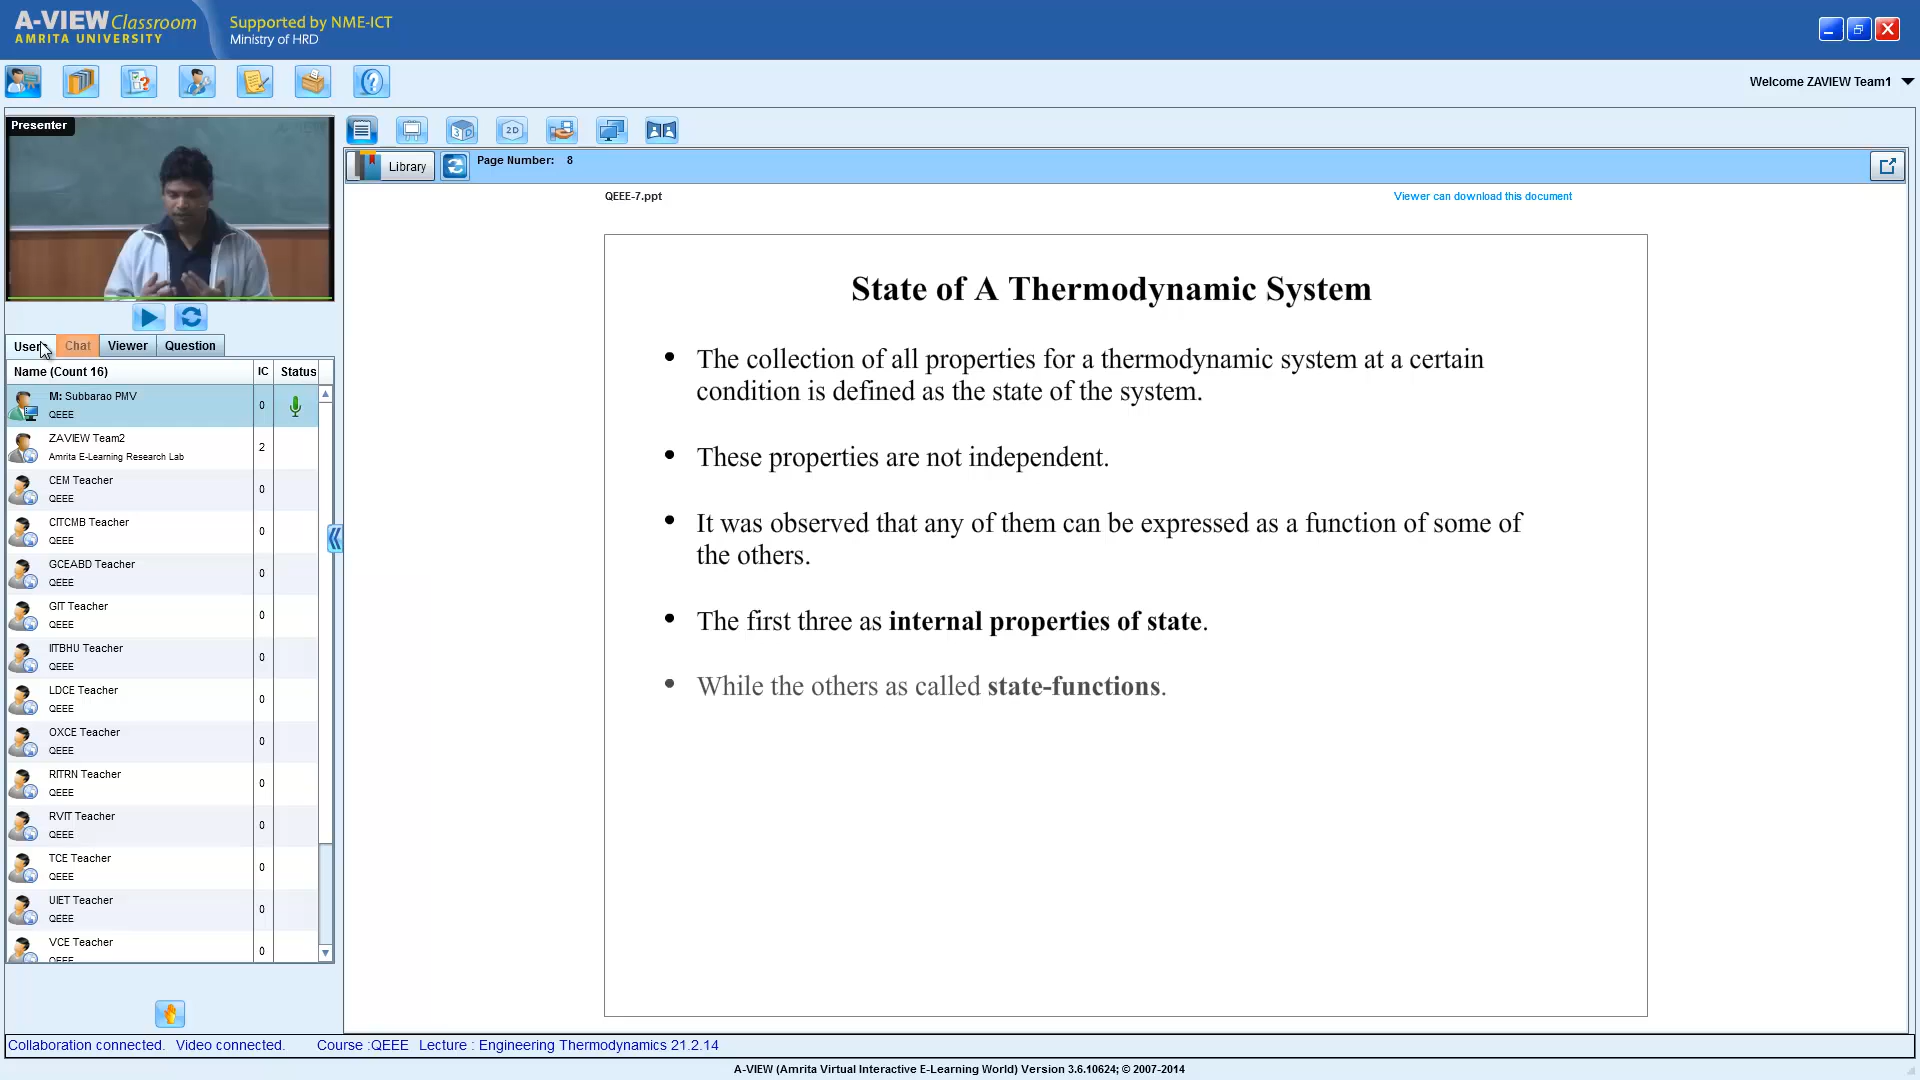 A-VIEW Classroom
AMRITA UNIVERSITY
Supported by NME-ICT
Ministry of HRD
Welcome ZAVIEW Team1
Presenter
3D
2D
Library
Page Number: 8
QEEE-7.ppt
Viewer can download this document
State of A Thermodynamic System
• The collection of all properties for a thermodynamic system at a certain
condition is defined as the state of the system.
• These properties are not independent.
• It was observed that any of them can be expressed as a function of some of
the others.
• The first three as internal properties of state.
• While the others as called state-functions.
Chat
Viewer
Question
Name (Count 16)
IC
Status
M: Subbarao PMV
QEEE
0
ZAVIEW Team2
Amrita E-Learning Research Lab
2
CEM Teacher
QEEE
0
CITCMB Teacher
QEEE
0
GCEABD Teacher
QEEE
0
GIT Teacher
QEEE
0
IITBHU Teacher
QEEE
0
LDCE Teacher
QEEE
0
OXCE Teacher
QEEE
0
RITRN Teacher
QEEE
0
RVIT Teacher
QEEE
0
TCE Teacher
QEEE
0
UIET Teacher
QEEE
0
VCE Teacher
QEEE
0
Collaboration connected. Video connected. Course :QEEE Lecture : Engineering Thermodynamics 21.2.14
A-VIEW (Amrita Virtual Interactive E-Learning World) Version 3.6.10624; © 2007-2014